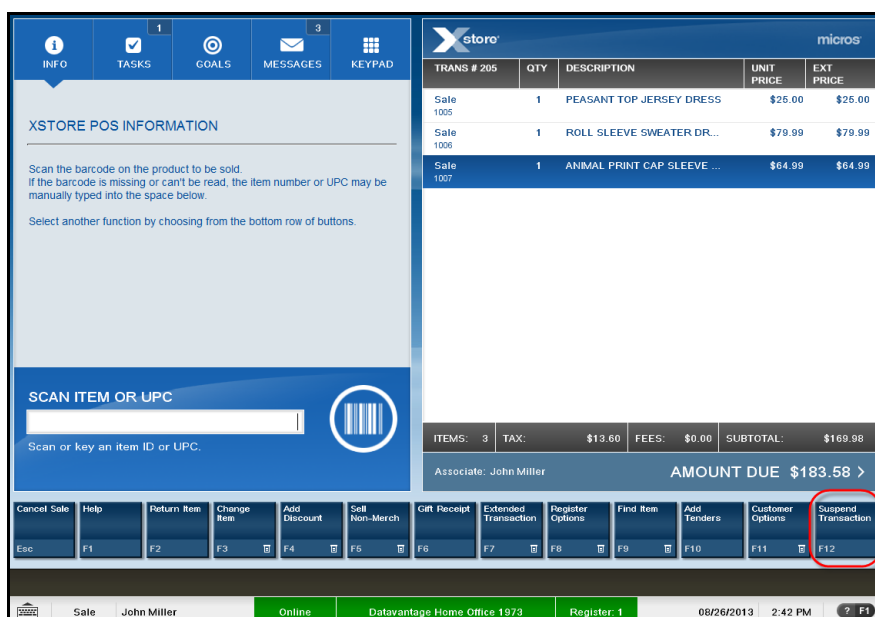 1
3
INFO
TASKS
GOALS
MESSAGES
KEYPAD
XSTORE POS INFORMATION
Scan the barcode on the product to be sold.
If the barcode is missing or can't be read, the item number or UPC may be
manually typed into the space below.
Select another function by choosing from the bottom row of buttons.
SCAN ITEM OR UPC
Scan or key an item ID or UPC.
Xstore
micros
TRANS # 205 QTY DESCRIPTION UNIT PRICE EXT PRICE
Sale 1 PEASANT TOP JERSEY DRESS $25.00 $25.00
1005
Sale 1 ROLL SLEEVE SWEATER DR... $79.99 $79.99
1006
Sale 1 ANIMAL PRINT CAP SLEEVE ... $64.99 $64.99
1007
ITEMS: 3 TAX: $13.60 FEES: $0.00 SUBTOTAL: $169.98
Associate: John Miller AMOUNT DUE $183.58 >
Cancel Sale
Esc
Help
F1
Return Item
F2
Change
Item
F3
Add
Discount
F4
Sell
Non-Merch
F5
Gift Receipt
F6
Extended
Transaction
F7
Register
Options
F8
Find Item
F9
Add
Tenders
F10
Customer
Options
F11
Suspend
Transaction
F12
Sale John Miller Online Datavantage Home Office 1973 Register: 1 08/26/2013 2:42 PM ? F1